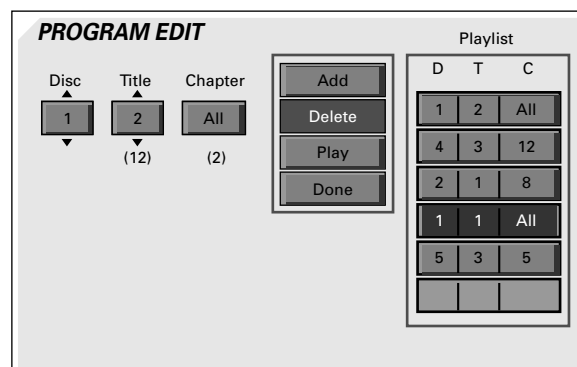 PROGRAM EDIT
Disc Title Chapter
1 2 All
(12) (2)
Add
Delete
Play
Done
Playlist
D T C
1 2 All
4 3 12
2 1 8
1 1 All
5 3 5